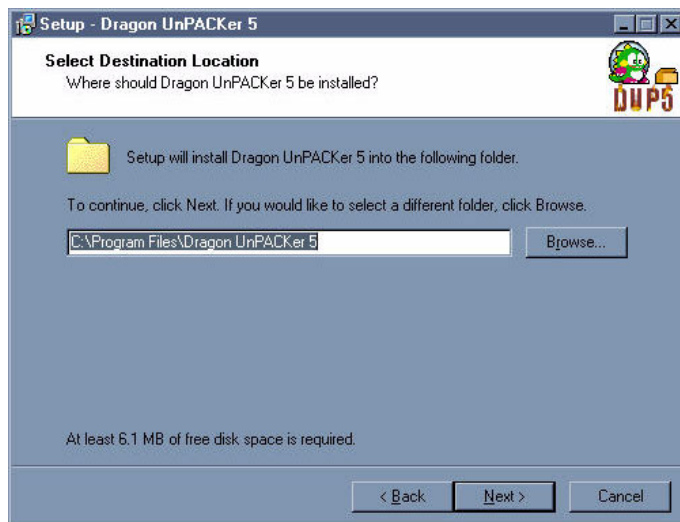 Setup - Dragon UnPACKer 5
Select Destination Location
Where should Dragon UnPACKer 5 be installed?
DUP5
Setup will install Dragon UnPACKer 5 into the following folder.
To continue, click Next. If you would like to select a different folder, click Browse.
C:\Program Files\Dragon UnPACKer 5
Browse...
At least 6.1 MB of free disk space is required.
< Back
Next >
Cancel